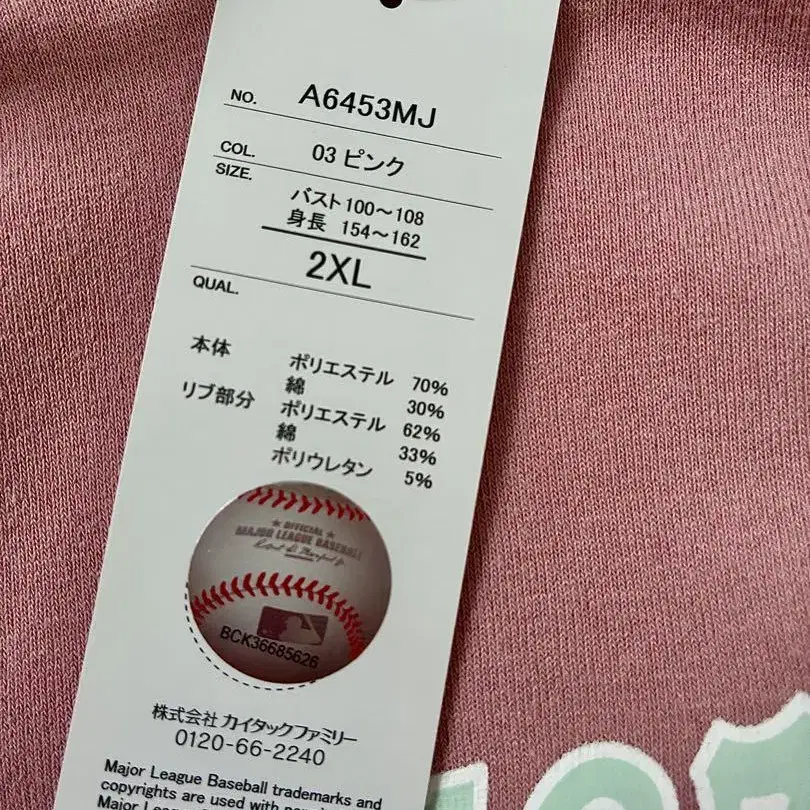 NO. A6453MJ
COL. 03 ピンク
SIZE.
バスト 100～108
身長 154～162
2XL
QUAL.
本体 ポリエステル 70%
綿 30%
リブ部分 ポリエステル 62%
綿 33%
ポリウレタン 5%
★ OFFICIAL ★
MAJOR LEAGUE BASEBALL
BCK36685626
株式会社 カイタックファミリー
0120-66-2240
Major League Baseball trademarks and
copyrights are used with
Major League